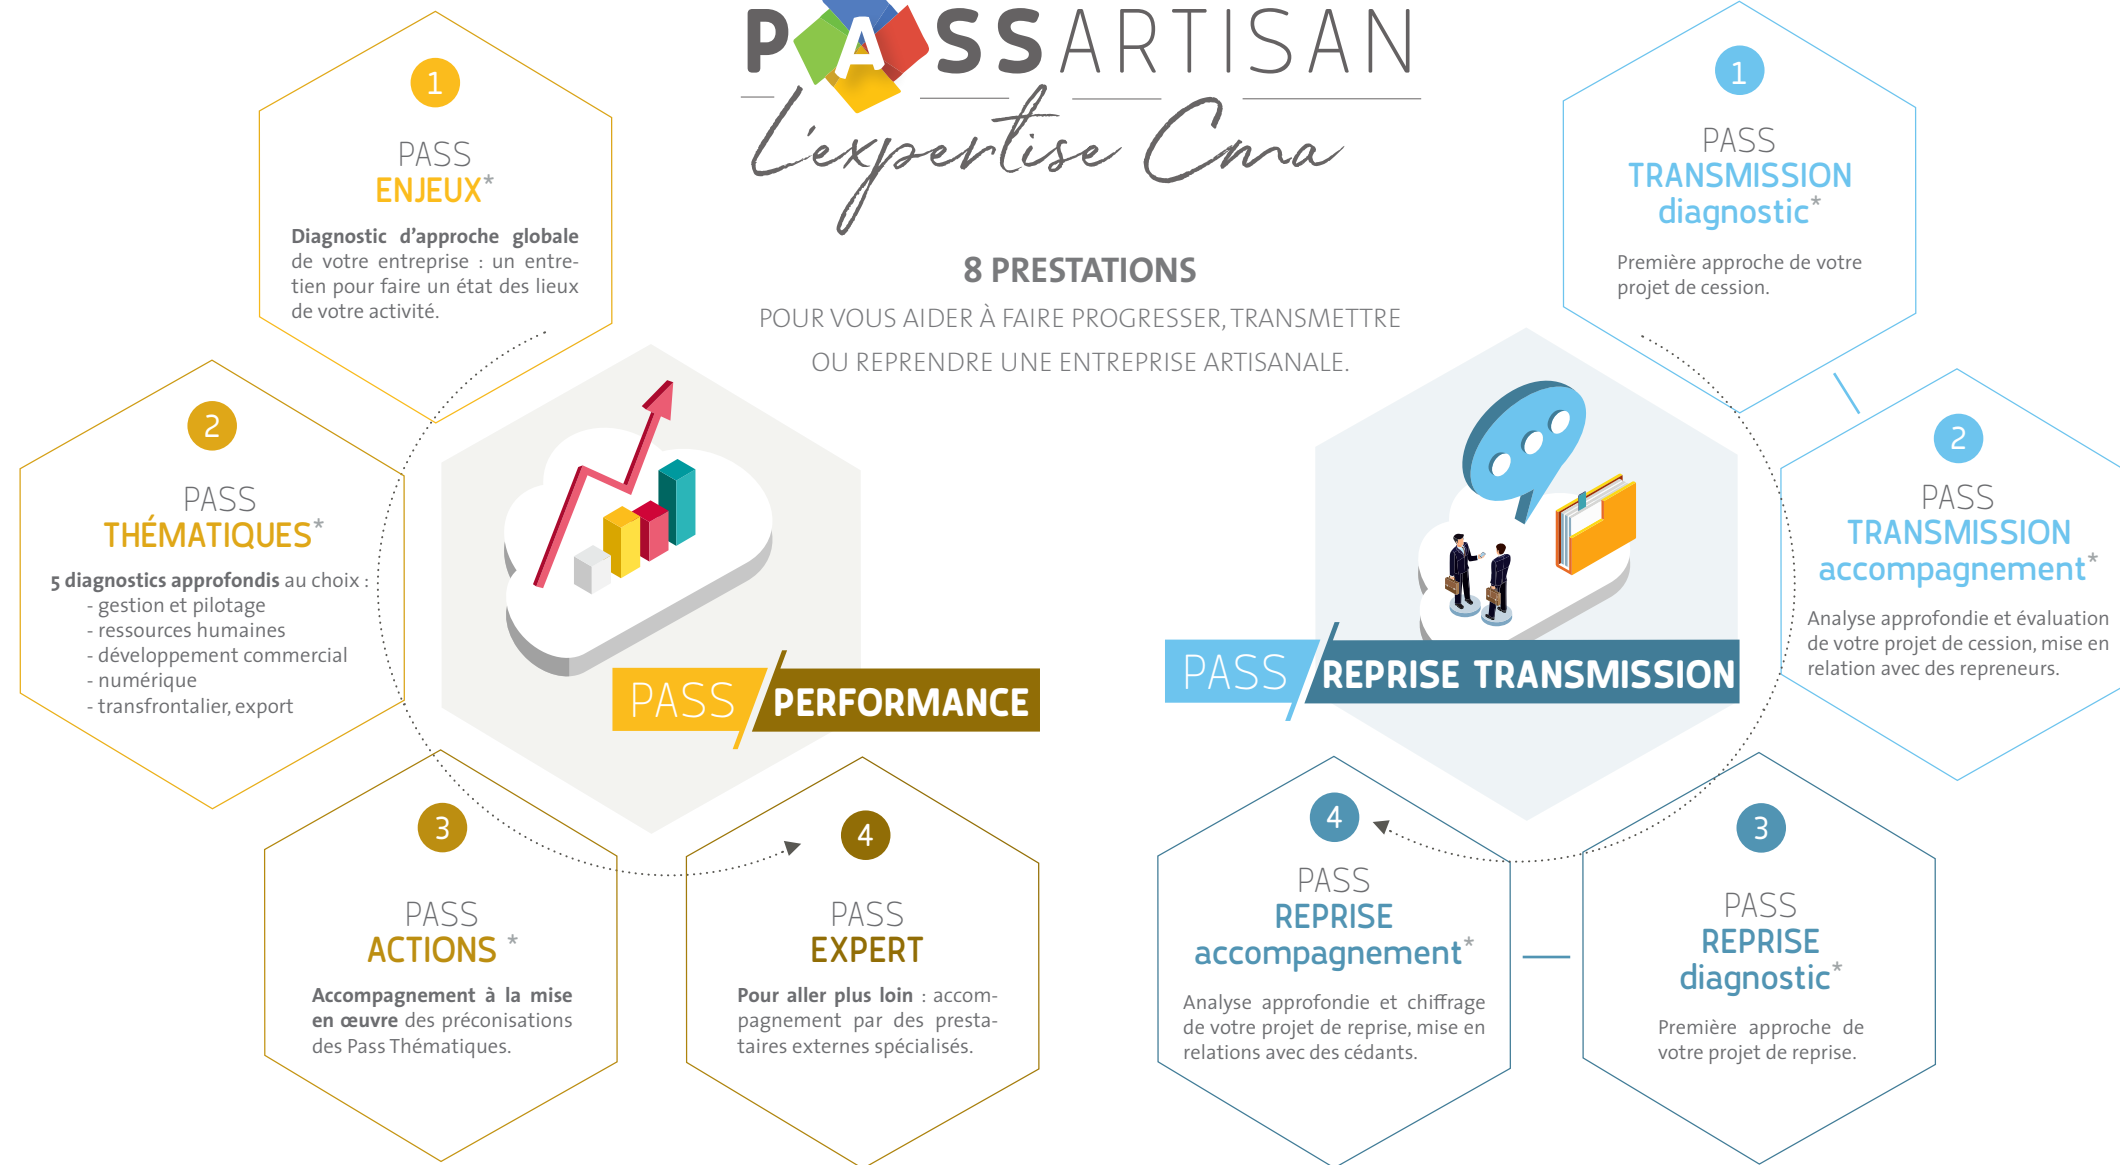 PASSARTISAN
L'expertise Cma
8 PRESTATIONS
POUR VOUS AIDER À FAIRE PROGRESSER, TRANSMETTRE
OU REPRENDRE UNE ENTREPRISE ARTISANALE.
1
PASS
ENJEUX*
Diagnostic d’approche globale
de votre entreprise : un entre-
tien pour faire un état des lieux
de votre activité.
2
PASS
THÉMATIQUES*
5 diagnostics approfondis au choix :
- gestion et pilotage
- ressources humaines
- développement commercial
- numérique
- transfrontalier, export
PASS PERFORMANCE
3
PASS
ACTIONS *
Accompagnement à la mise
en œuvre des préconisations
des Pass Thématiques.
4
PASS
EXPERT
Pour aller plus loin : accom-
pagnement par des presta-
taires externes spécialisés.
1
PASS
TRANSMISSION
diagnostic*
Première approche de votre
projet de cession.
2
PASS
TRANSMISSION
accompagnement*
Analyse approfondie et évaluation
de votre projet de cession, mise en
relation avec des repreneurs.
PASS REPRISE TRANSMISSION
3
PASS
REPRISE
diagnostic*
Première approche de
votre projet de reprise.
4
PASS
REPRISE
accompagnement*
Analyse approfondie et chiffrage
de votre projet de reprise, mise en
relations avec des cédants.